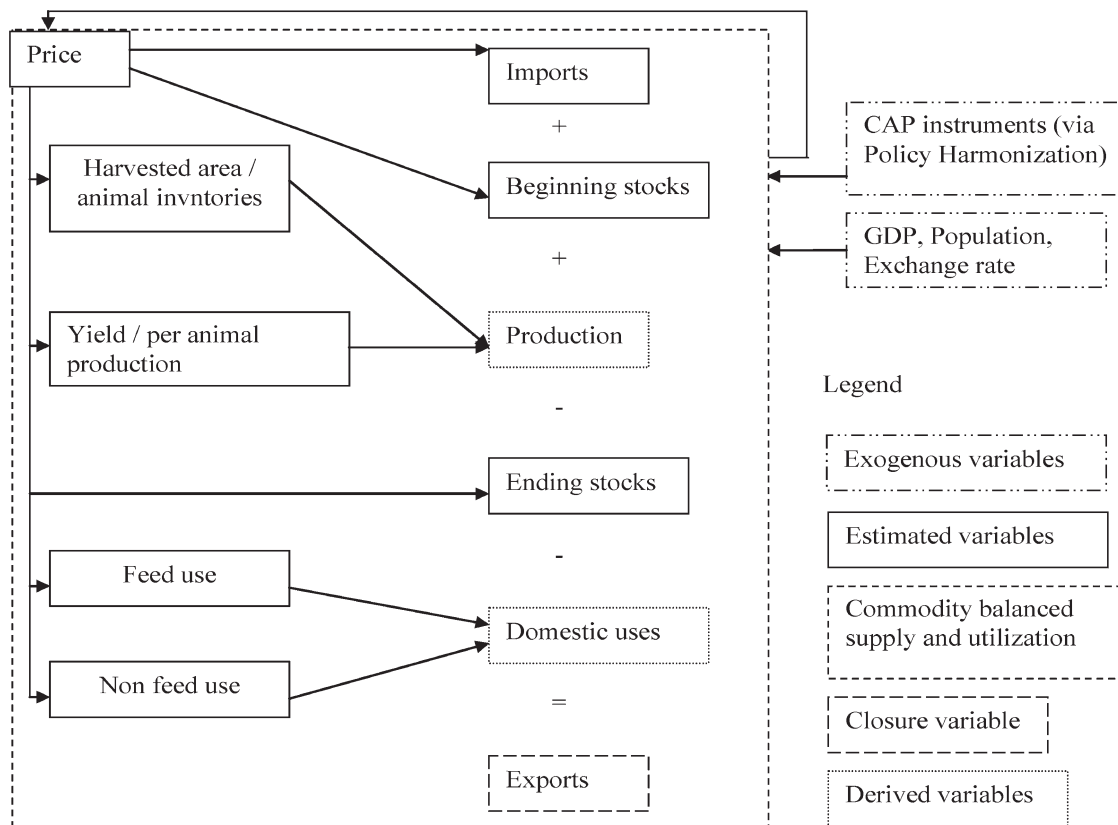 Price
Imports
+
Harvested area /
animal invntories
Beginning stocks
+
Yield / per animal
production
Production
-
Ending stocks
-
Feed use
Domestic uses
Non feed use
=
Exports
CAP instruments (via
Policy Harmonization)
GDP, Population,
Exchange rate
Legend
Exogenous variables
Estimated variables
Commodity balanced
supply and utilization
Closure variable
Derived variables